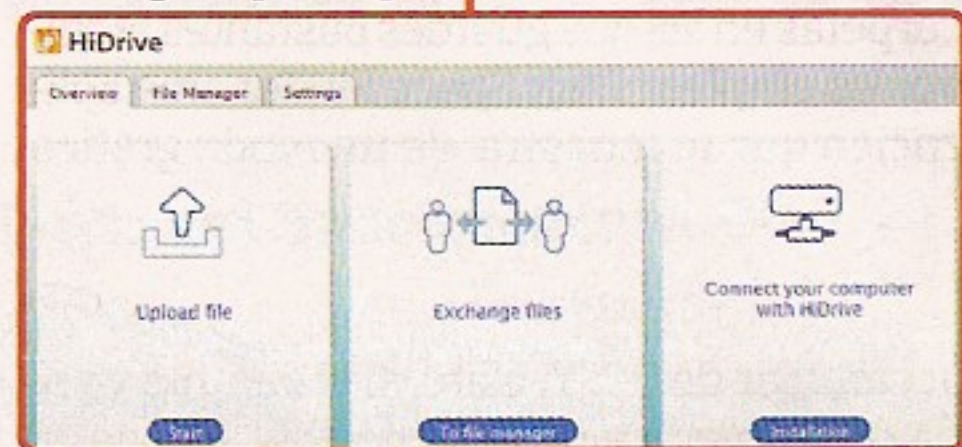 HiDrive
Overview File Manager Settings
Upload file
Exchange files
Connect your computer
with HiDrive
Start
To file manager
Installation